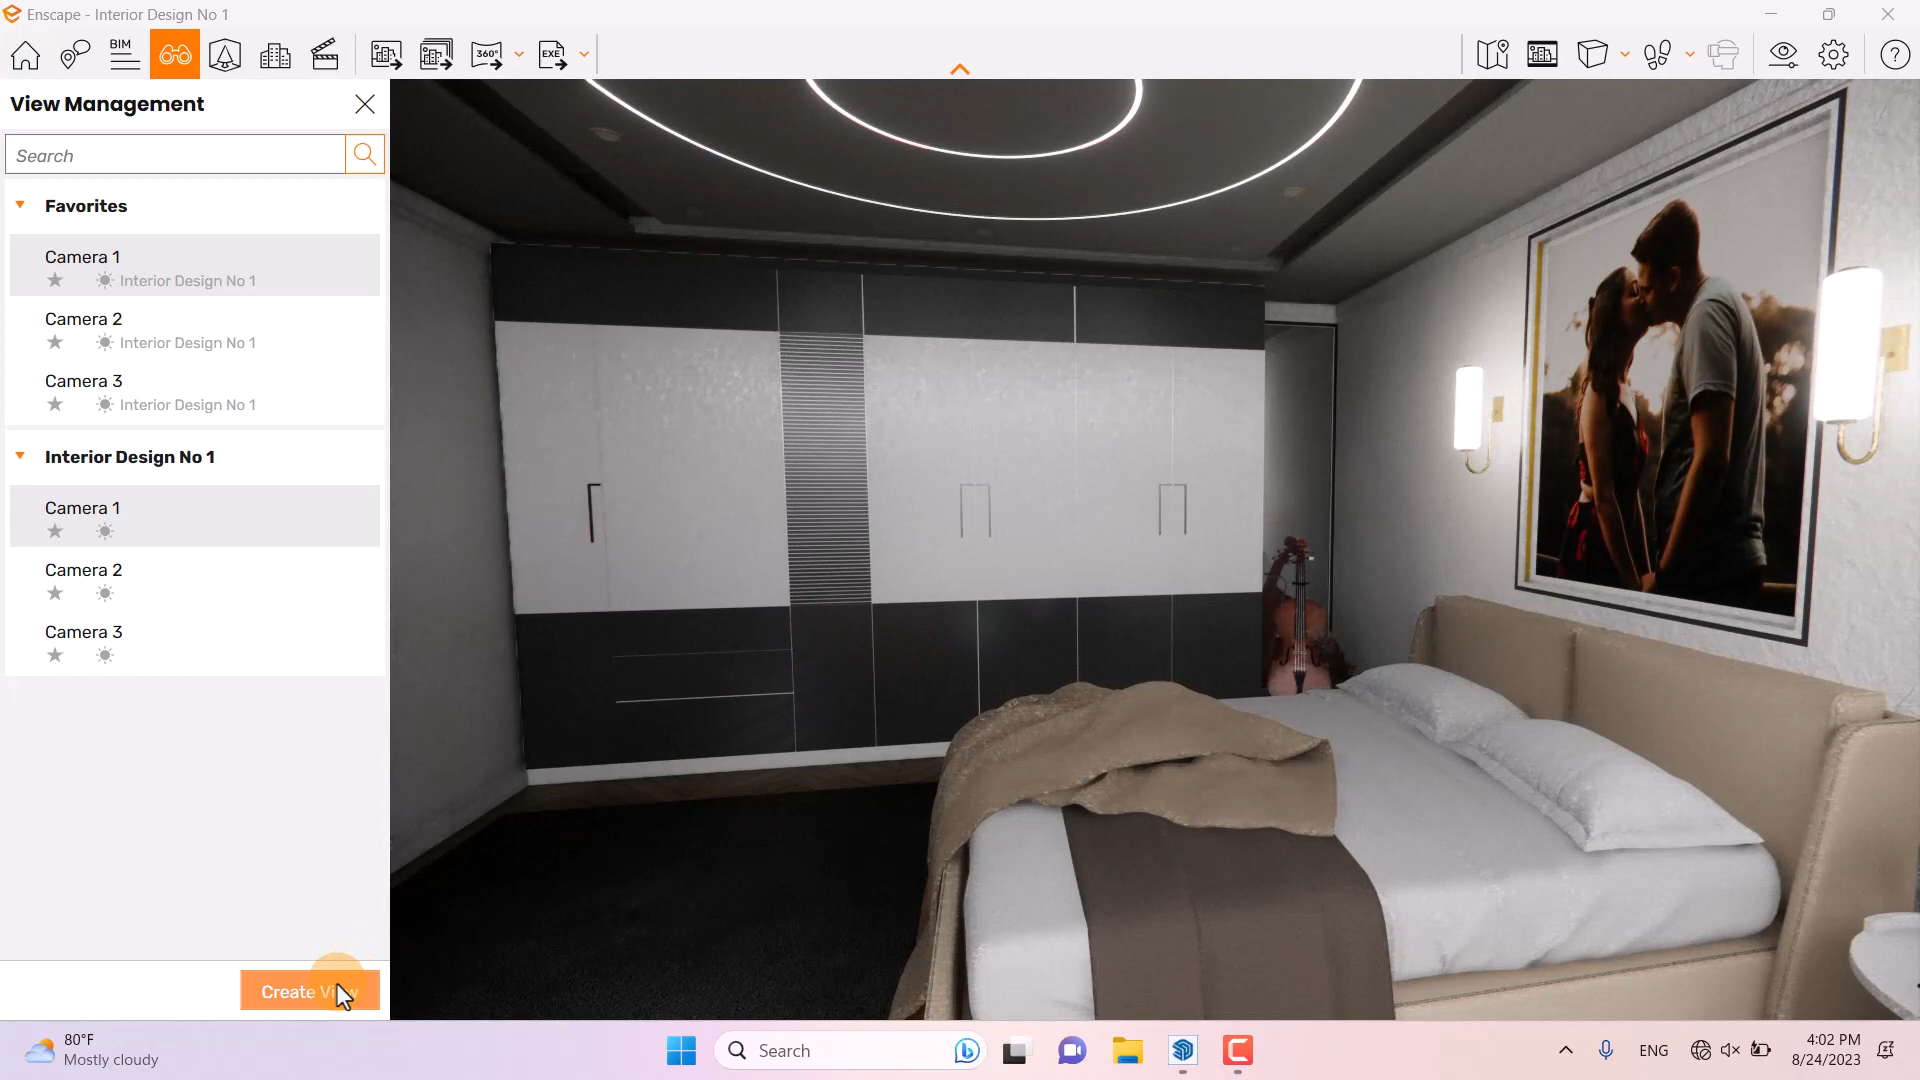 Enscape - Interior Design No 1
BIM
360°
EXE
View Management
Search
Favorites
Camera 1
Interior Design No 1
Camera 2
Interior Design No 1
Camera 3
Interior Design No 1
Interior Design No 1
Camera 1
Camera 2
Camera 3
Create View
80°F
Mostly cloudy
Search
ENG
4:02 PM
8/24/2023